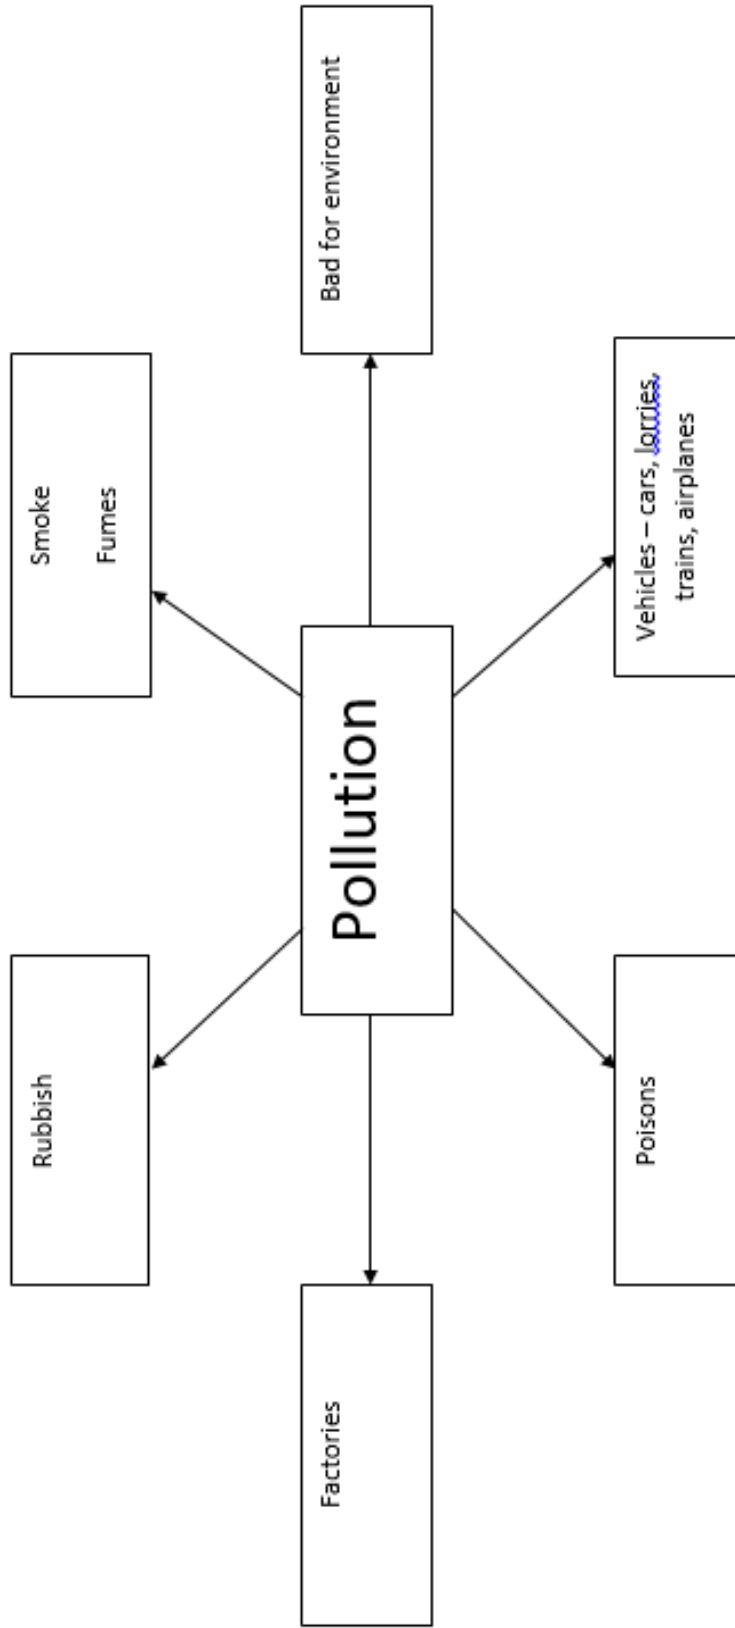 Rubbish
Smoke
Fumes
Factories
Pollution
Bad for environment
Poisons
Vehicles – cars, lorries,
trains, airplanes